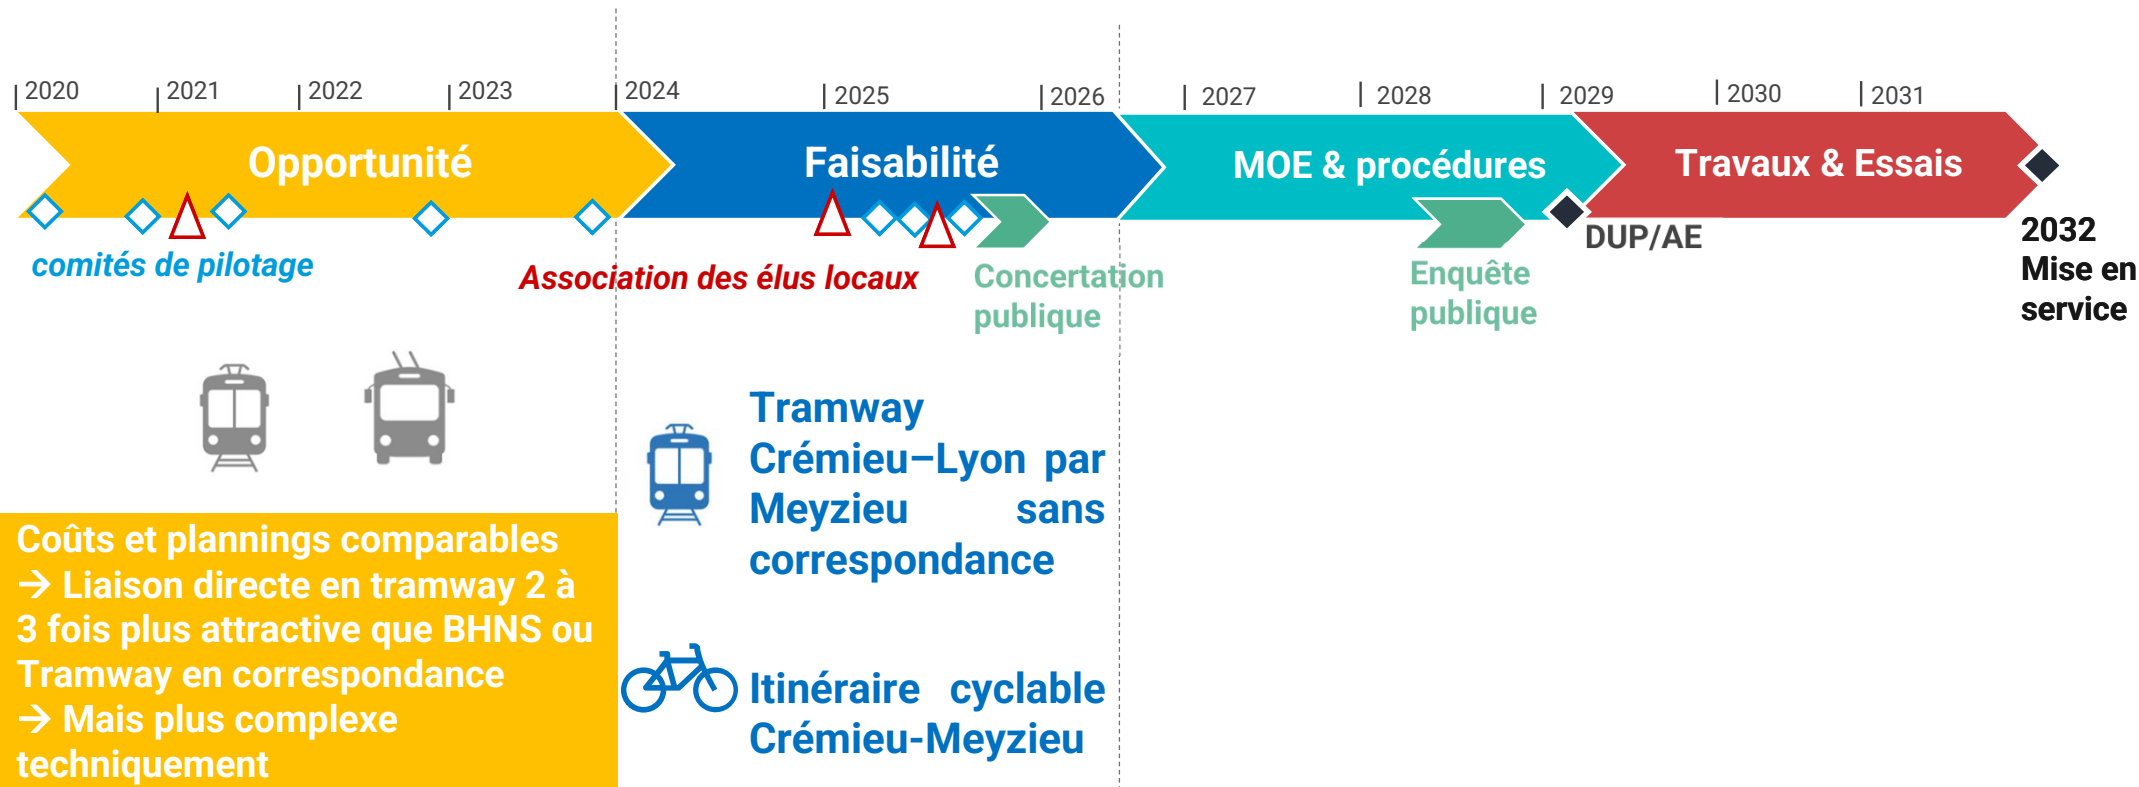 2020 2021 2022 2023 2024 2025 2026 2027 2028 2029 2030 2031
Opportunité
Faisabilité
MOE & procédures
Travaux & Essais
comités de pilotage
Association des élus locaux
Concertation
publique
Enquête
publique
DUP/AE
2032
Mise en
service
Coûts et plannings comparables
→ Liaison directe en tramway 2 à
3 fois plus attractive que BHNS ou
Tramway en correspondance
→ Mais plus complexe
techniquement
Tramway
Crémieu–Lyon par
Meyzieu sans
correspondance
Itinéraire cyclable
Crémieu-Meyzieu